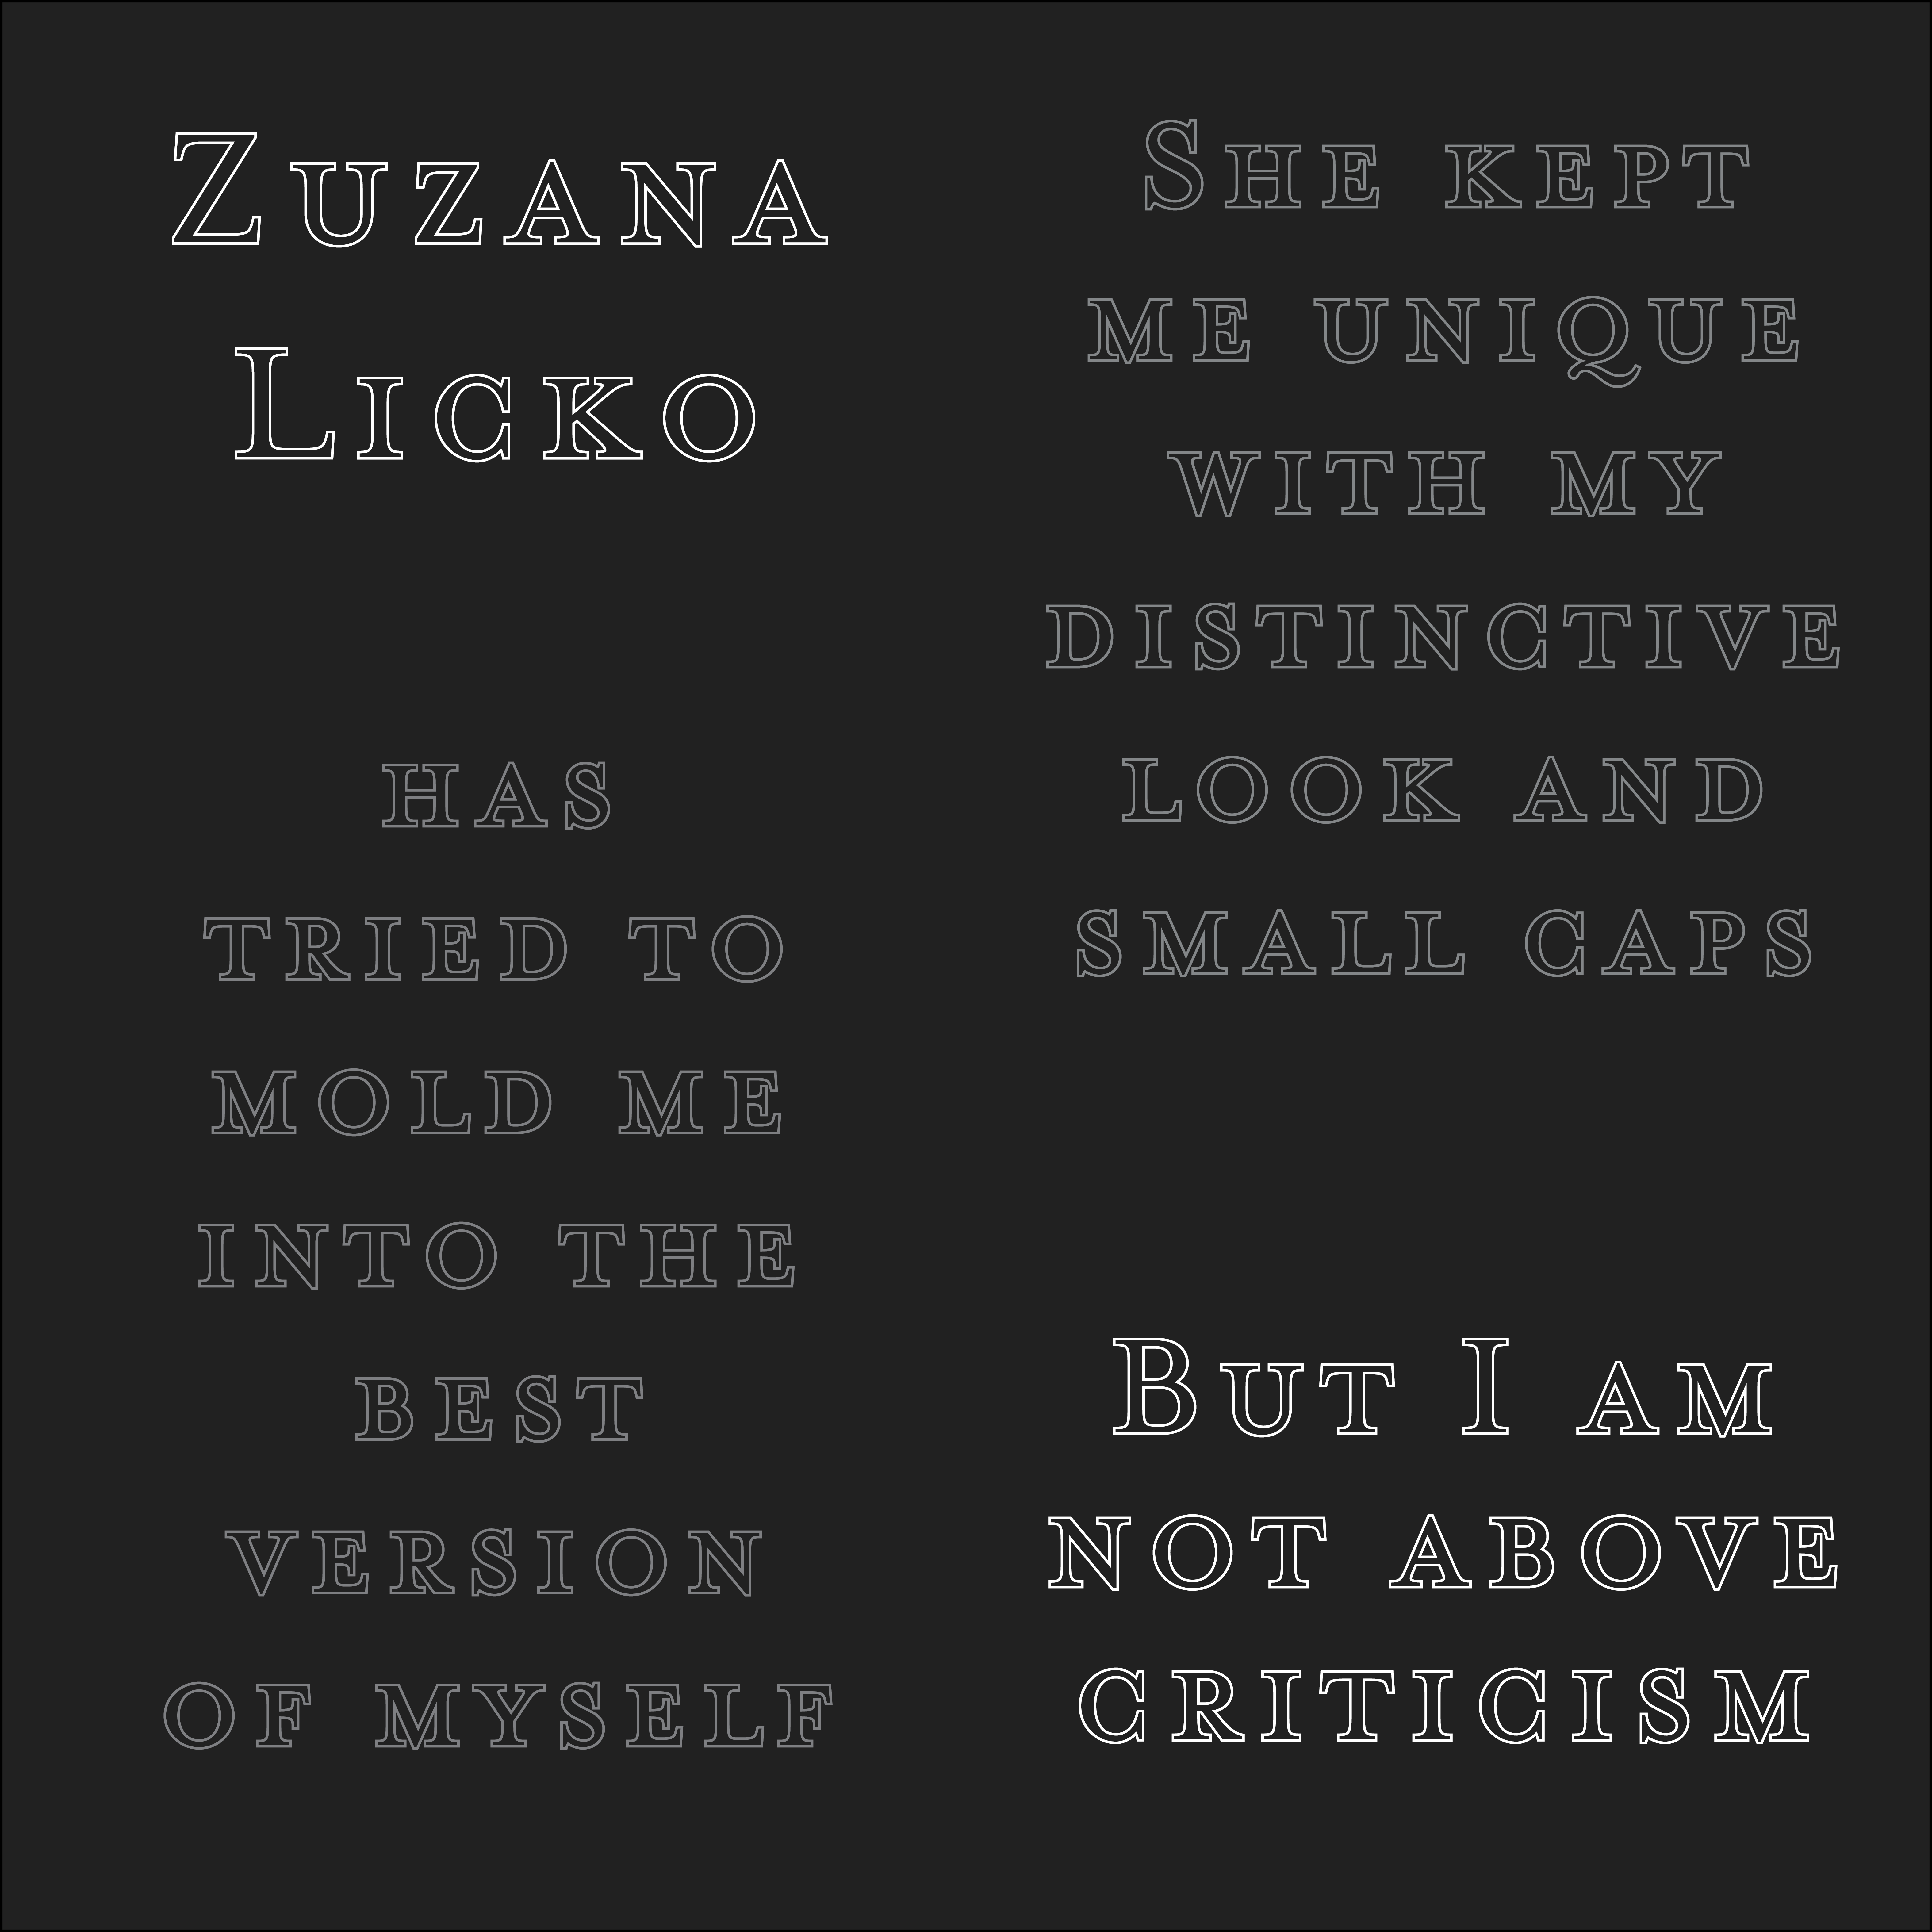 Zuzana
Licko
has
tried to
mold me
into the
best
version
of myself
She kept
me unique
with my
distinctive
look and
small caps
But I am
not above
criticism